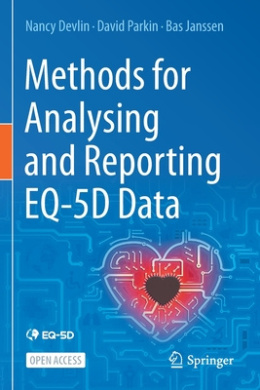 Nancy Devlin · David Parkin · Bas Janssen
Methods for
Analysing
and Reporting
EQ-5D Data
EQ-5D
OPEN ACCESS
Springer